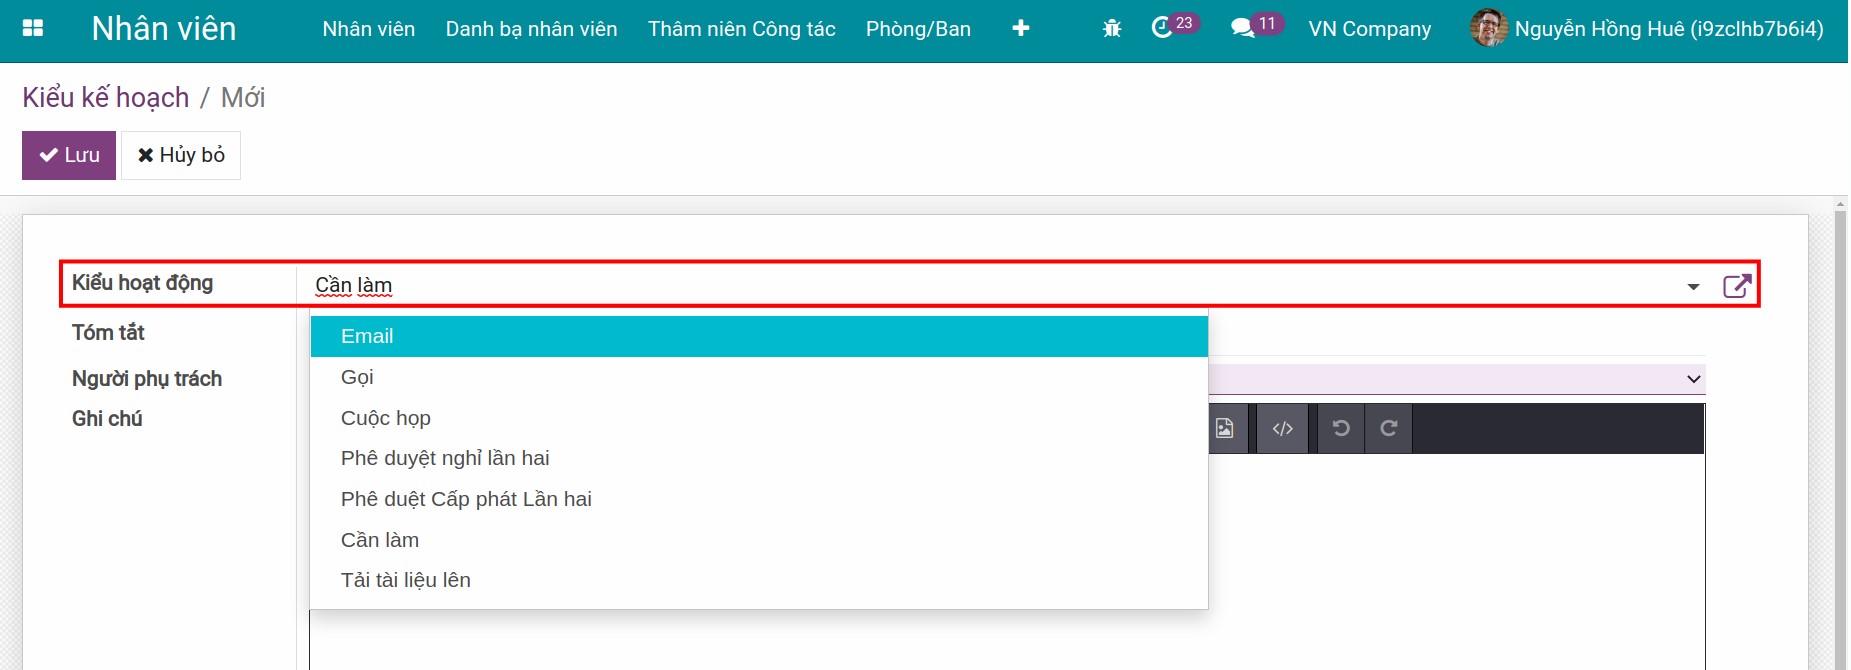 Nhân viên Nhân viên Danh bạ nhân viên Thâm niên Công tác Phòng/Ban 23 11 VN Company Nguyễn Hồng Huê (i9zclhb7b6i4)
Kiểu kế hoạch / Mới
Lưu Hủy bỏ
Kiểu hoạt động Cần làm
Tóm tắt
Email
Người phụ trách
Gọi
Ghi chú
Cuộc họp
Phê duyệt nghỉ lần hai
Phê duệt Cấp phát Lần hai
Cần làm
Tải tài liệu lên